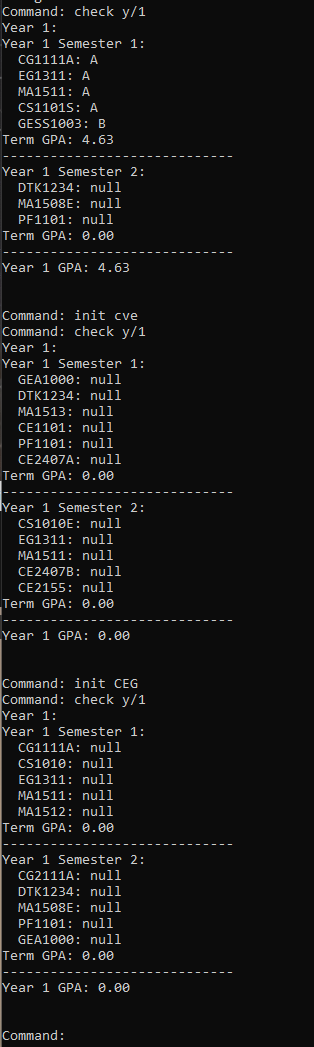 Command: check y/1
Year 1:
Year 1 Semester 1:
CG1111A: A
EG1311: A
MA1511: A
CS1101S: A
GESS1003: B
Term GPA: 4.63
-----------------------------
Year 1 Semester 2:
DTK1234: null
MA1508E: null
PF1101: null
Term GPA: 0.00
-----------------------------
Year 1 GPA: 4.63
Command: init cve
Command: check y/1
Year 1:
Year 1 Semester 1:
GEA1000: null
DTK1234: null
MA1513: null
CE1101: null
PF1101: null
CE2407A: null
Term GPA: 0.00
-----------------------------
Year 1 Semester 2:
CS1010E: null
EG1311: null
MA1511: null
CE2407B: null
CE2155: null
Term GPA: 0.00
-----------------------------
Year 1 GPA: 0.00
Command: init CEG
Command: check y/1
Year 1:
Year 1 Semester 1:
CG1111A: null
CS1010: null
EG1311: null
MA1511: null
MA1512: null
Term GPA: 0.00
-----------------------------
Year 1 Semester 2:
CG2111A: null
DTK1234: null
MA1508E: null
PF1101: null
GEA1000: null
Term GPA: 0.00
-----------------------------
Year 1 GPA: 0.00
Command: